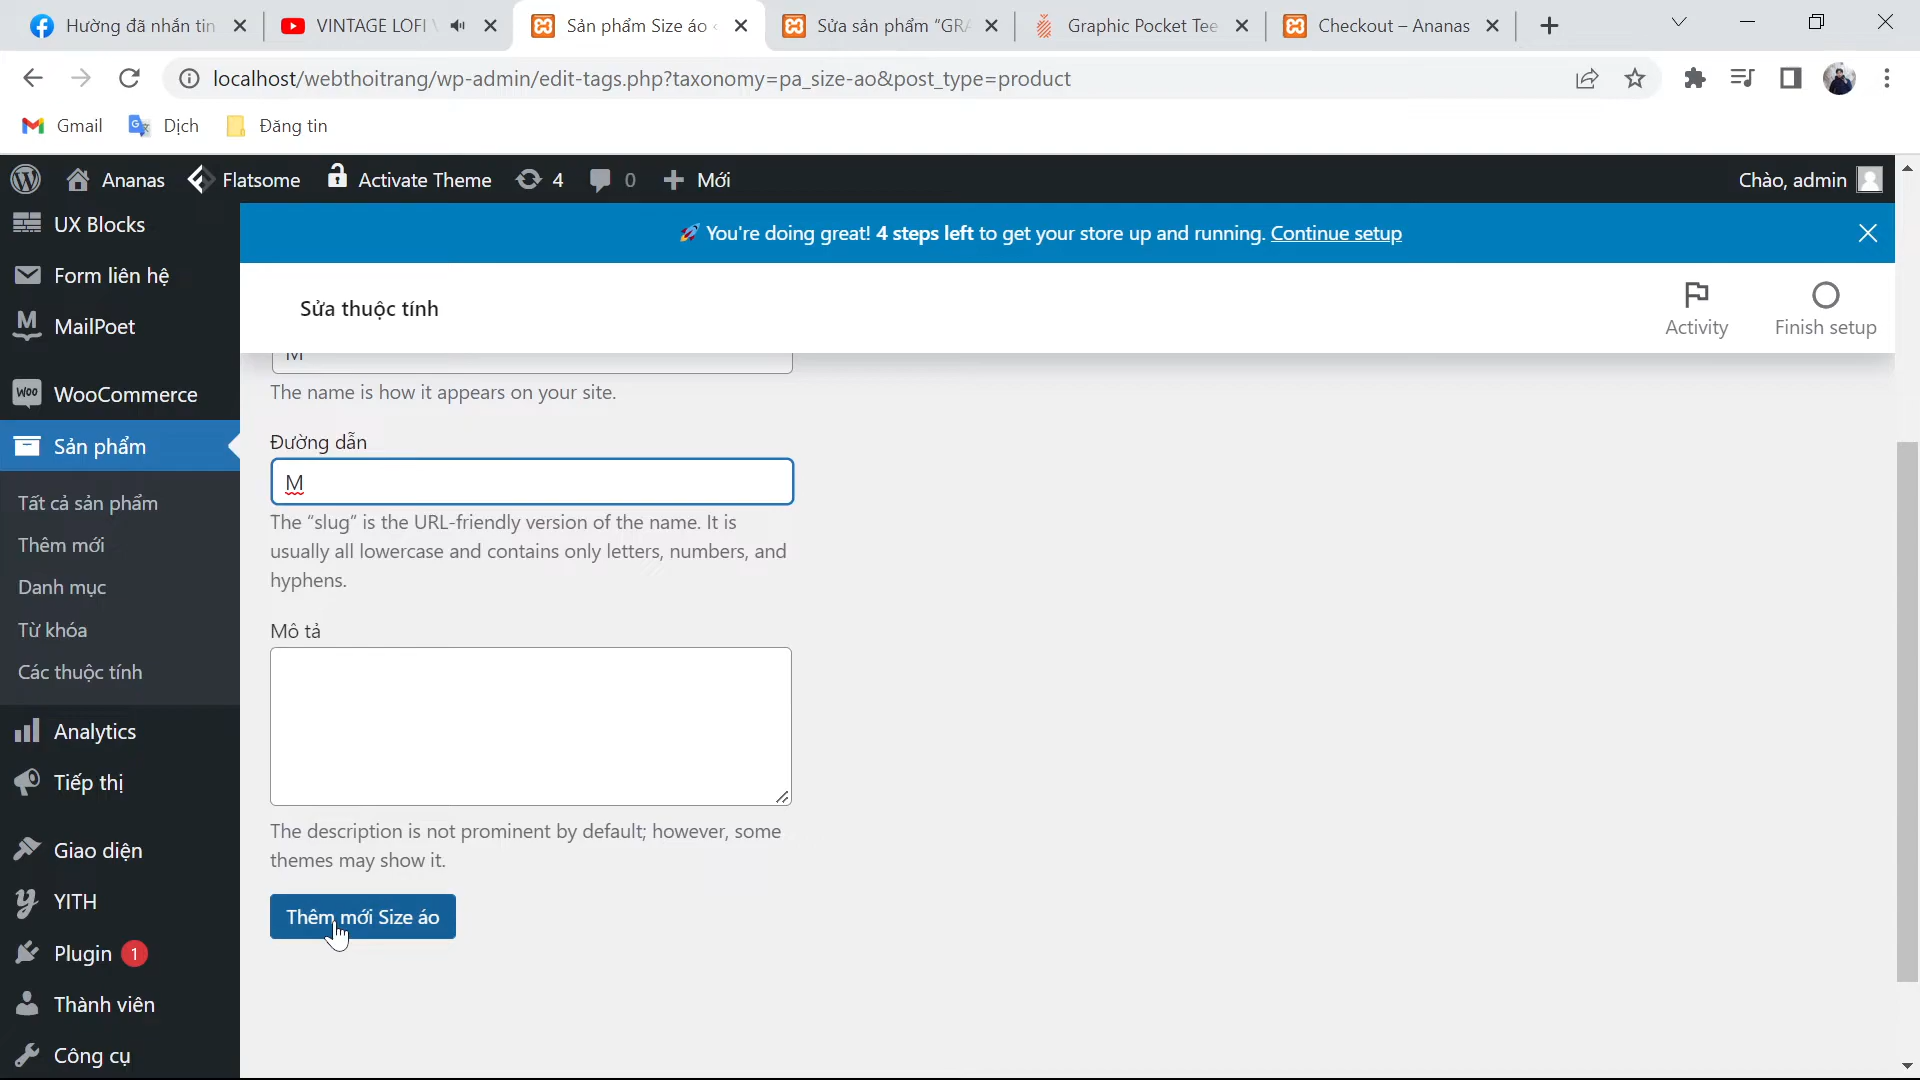 Hường đã nhắn tin
VINTAGE LOFI
Sản phẩm Size áo ‹
Sửa sản phẩm “GRA
Graphic Pocket Tee
Checkout – Ananas
localhost/webthoitrang/wp-admin/edit-tags.php?taxonomy=pa_size-ao&post_type=product
Gmail
Dịch
Đăng tin
Ananas
Flatsome
Activate Theme
4
0
Mới
Chào, admin
UX Blocks
Form liên hệ
MailPoet
WooCommerce
Sản phẩm
Tất cả sản phẩm
Thêm mới
Danh mục
Từ khóa
Các thuộc tính
Analytics
Tiếp thị
Giao diện
YITH
Plugin 1
Thành viên
Công cụ
🚀 You're doing great! 4 steps left to get your store up and running. Continue setup
Sửa thuộc tính
Activity
Finish setup
M
The name is how it appears on your site.
Đường dẫn
M
The “slug” is the URL-friendly version of the name. It is
usually all lowercase and contains only letters, numbers, and
hyphens.
Mô tả
The description is not prominent by default; however, some
themes may show it.
Thêm mới Size áo